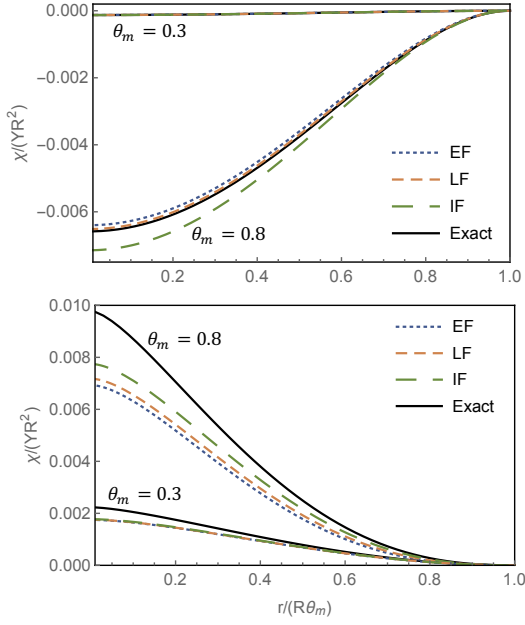 0.000
−0.002
−0.004
−0.006
χ/(YR²)
θₘ = 0.3
θₘ = 0.8
EF
LF
IF
Exact
0.2 0.4 0.6 0.8 1.0
0.010
0.008
0.006
0.004
0.002
0.000
χ/(YR²)
θₘ = 0.8
θₘ = 0.3
EF
LF
IF
Exact
0.2 0.4 0.6 0.8 1.0
r/(Rθₘ)